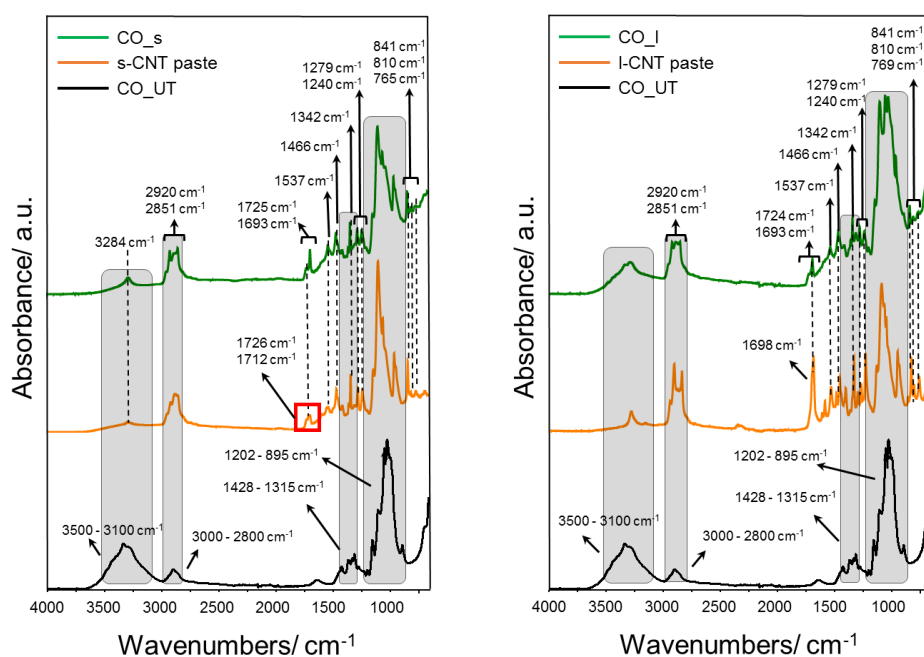 CO_s
s-CNT paste
CO_UT
841 cm-1
810 cm-1
765 cm-1
1279 cm-1
1240 cm-1
1342 cm-1
1466 cm-1
1537 cm-1
2920 cm-1
2851 cm-1
1725 cm-1
1693 cm-1
3284 cm-1
1726 cm-1
1712 cm-1
1202 - 895 cm-1
1428 - 1315 cm-1
3500 - 3100 cm-1
3000 - 2800 cm-1
Absorbance/ a.u.
4000 3500 3000 2500 2000 1500 1000
Wavenumbers/ cm-1
CO_l
l-CNT paste
CO_UT
841 cm-1
810 cm-1
769 cm-1
1279 cm-1
1240 cm-1
1342 cm-1
1466 cm-1
1537 cm-1
2920 cm-1
2851 cm-1
1724 cm-1
1693 cm-1
1698 cm-1
1202 - 895 cm-1
1428 - 1315 cm-1
3500 - 3100 cm-1
3000 - 2800 cm-1
Absorbance/ a.u.
4000 3500 3000 2500 2000 1500 1000
Wavenumbers/ cm-1